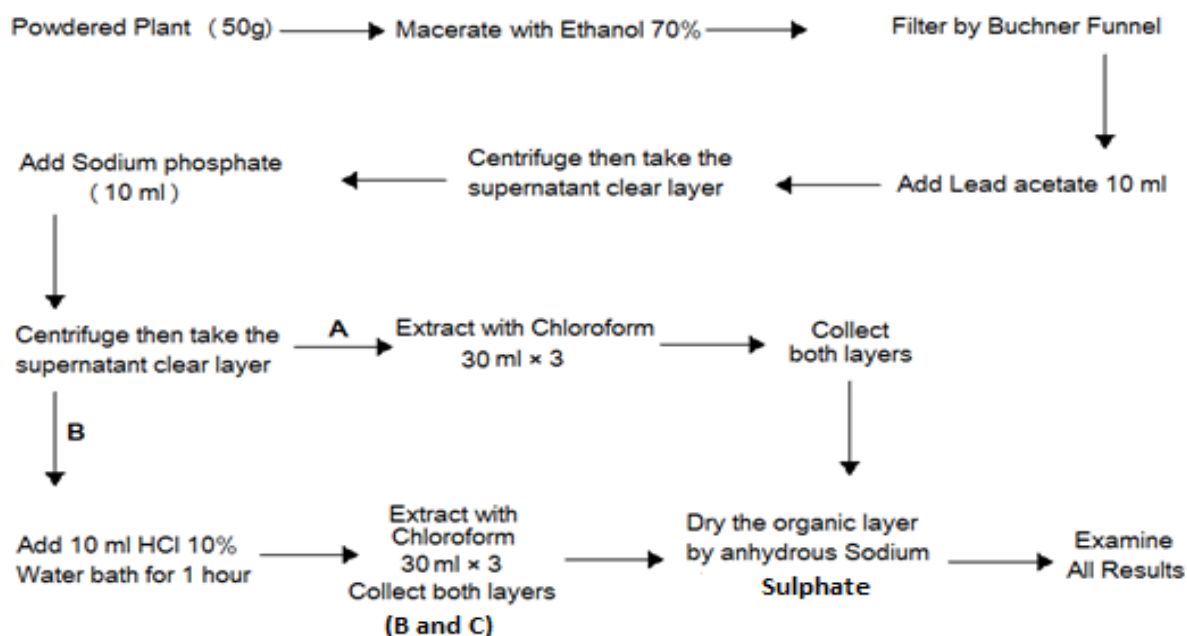 Powdered Plant ( 50g)
Macerate with Ethanol 70%
Filter by Buchner Funnel
Add Lead acetate 10 ml
Centrifuge then take the
supernatant clear layer
Add Sodium phosphate
( 10 ml )
Centrifuge then take the
supernatant clear layer
A
Extract with Chloroform
30 ml × 3
Collect
both layers
B
Add 10 ml HCl 10%
Water bath for 1 hour
Extract with
Chloroform
30 ml × 3
Collect both layers
(B and C)
Dry the organic layer
by anhydrous Sodium
Sulphate
Examine
All Results